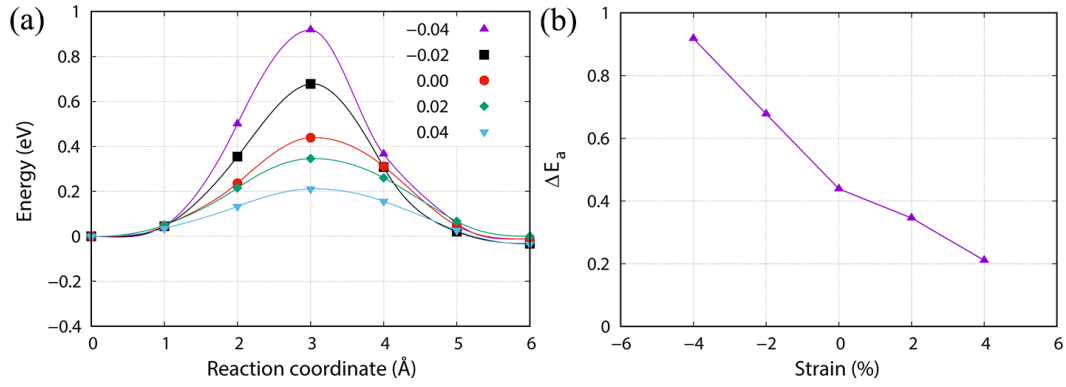 (a)
Energy (eV)
1
0.8
0.6
0.4
0.2
0
−0.2
−0.4
−0.04
−0.02
0.00
0.02
0.04
0 1 2 3 4 5 6
Reaction coordinate (Å)
(b)
Δ E a
1
0.8
0.6
0.4
0.2
0
−6 −4 −2 0 2 4 6
Strain (%)